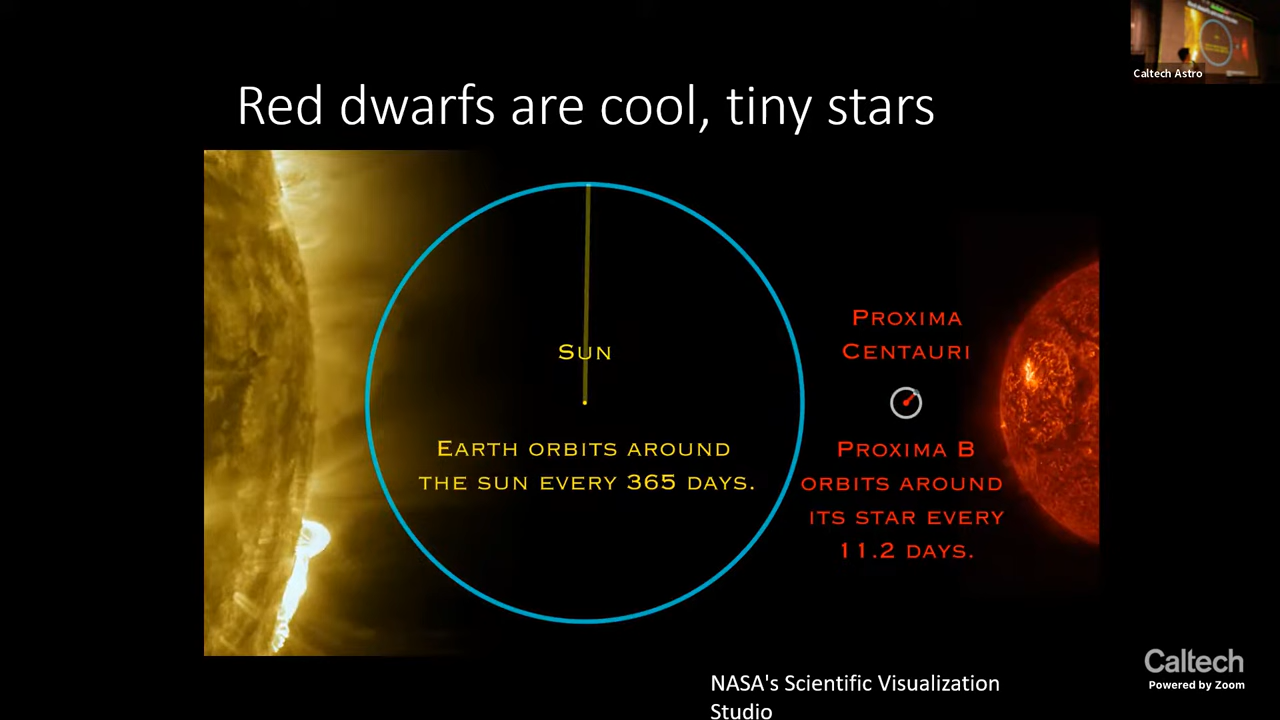 Red dwarfs are cool, tiny stars
Caltech Astro
SUN
EARTH ORBITS AROUND
THE SUN EVERY 365 DAYS.
PROXIMA
CENTAURI
PROXIMA B
ORBITS AROUND
ITS STAR EVERY
11.2 DAYS.
NASA's Scientific Visualization
Studio
Caltech
Powered by Zoom